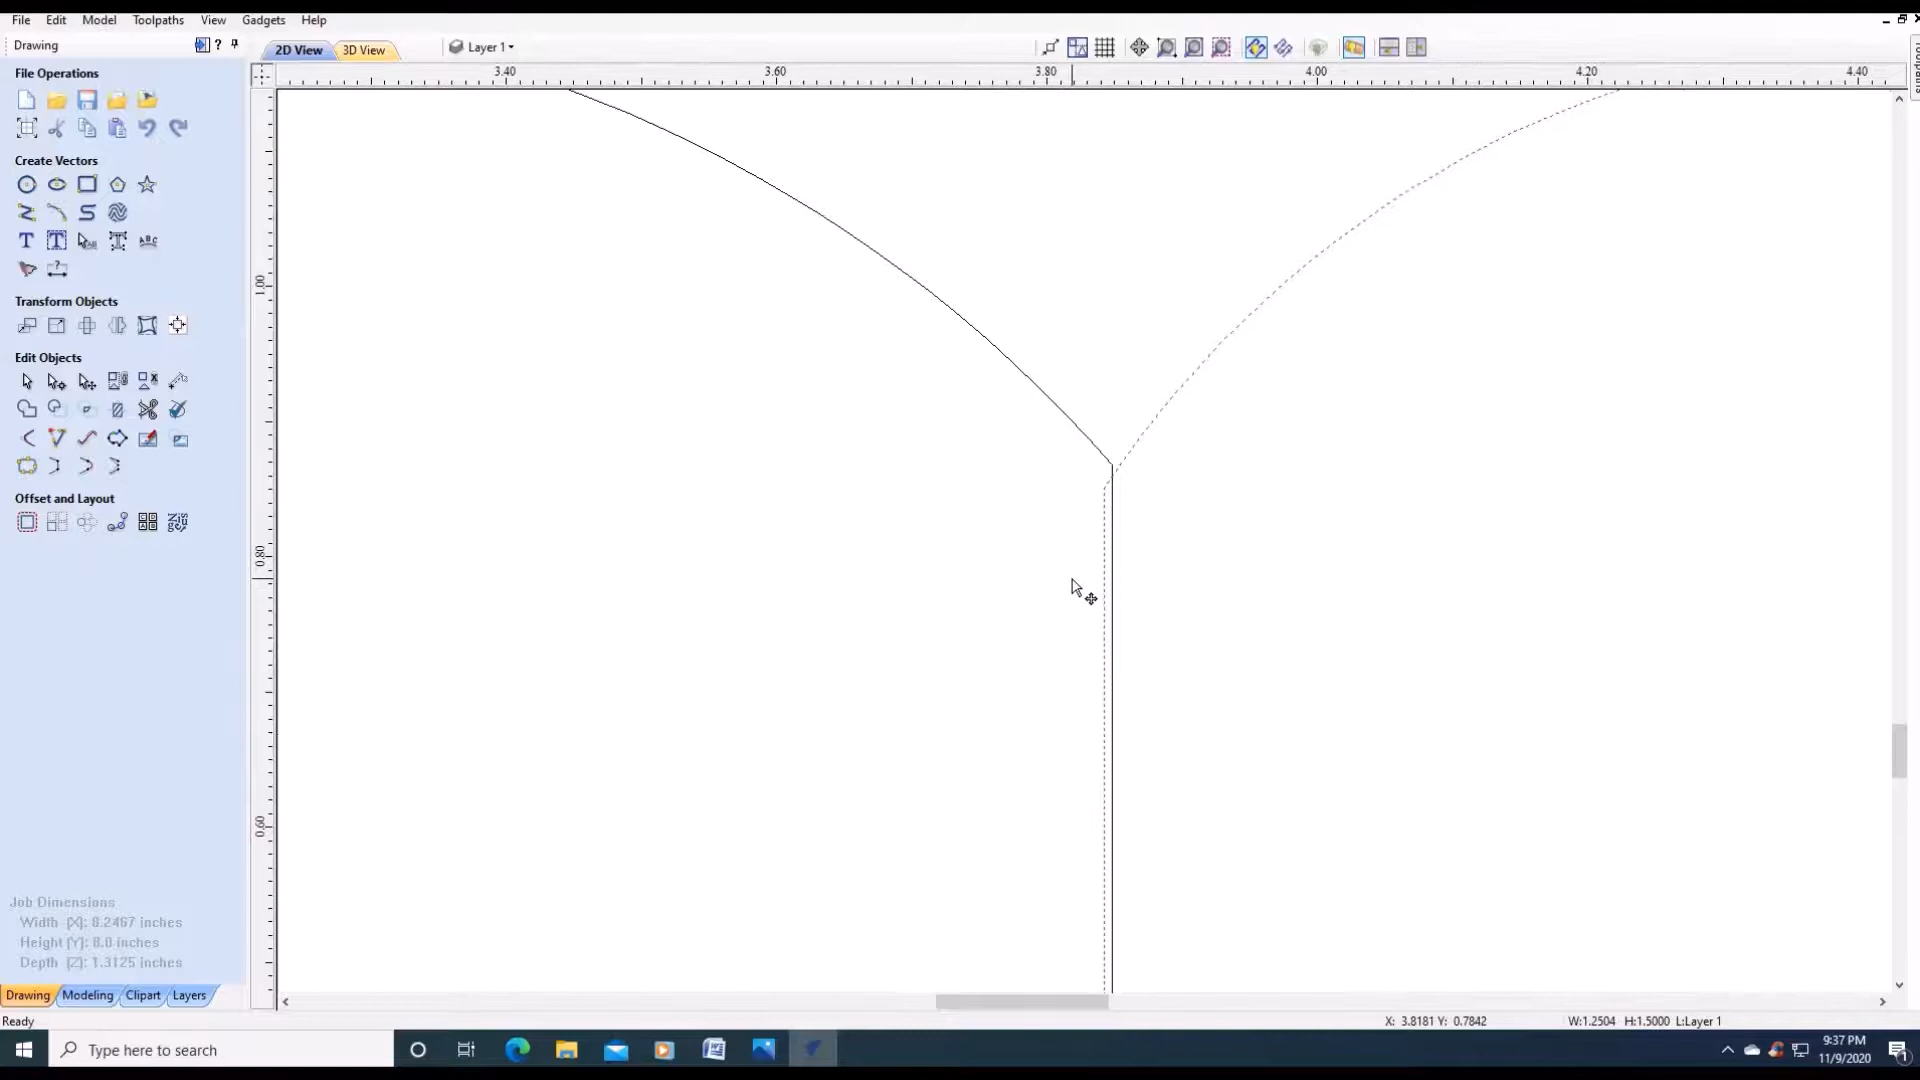 File Edit Model Toolpaths View Gadgets Help
Drawing ?
2D View 3D View Layer 1
File Operations
3.40 3.60 3.80 4.00 4.20 4.40
Create Vectors
Transform Objects
1.00
Edit Objects
Offset and Layout
0.80
0.60
Job Dimensions
Width (X): 8.2467 inches
Height (Y): 8.0 inches
Depth (Z): 1.3125 inches
Drawing Modeling Clipart Layers
Ready X: 3.8181 Y: 0.7842 W:1.2504 H:1.5000 L:Layer 1
Type here to search
9:37 PM
11/9/2020